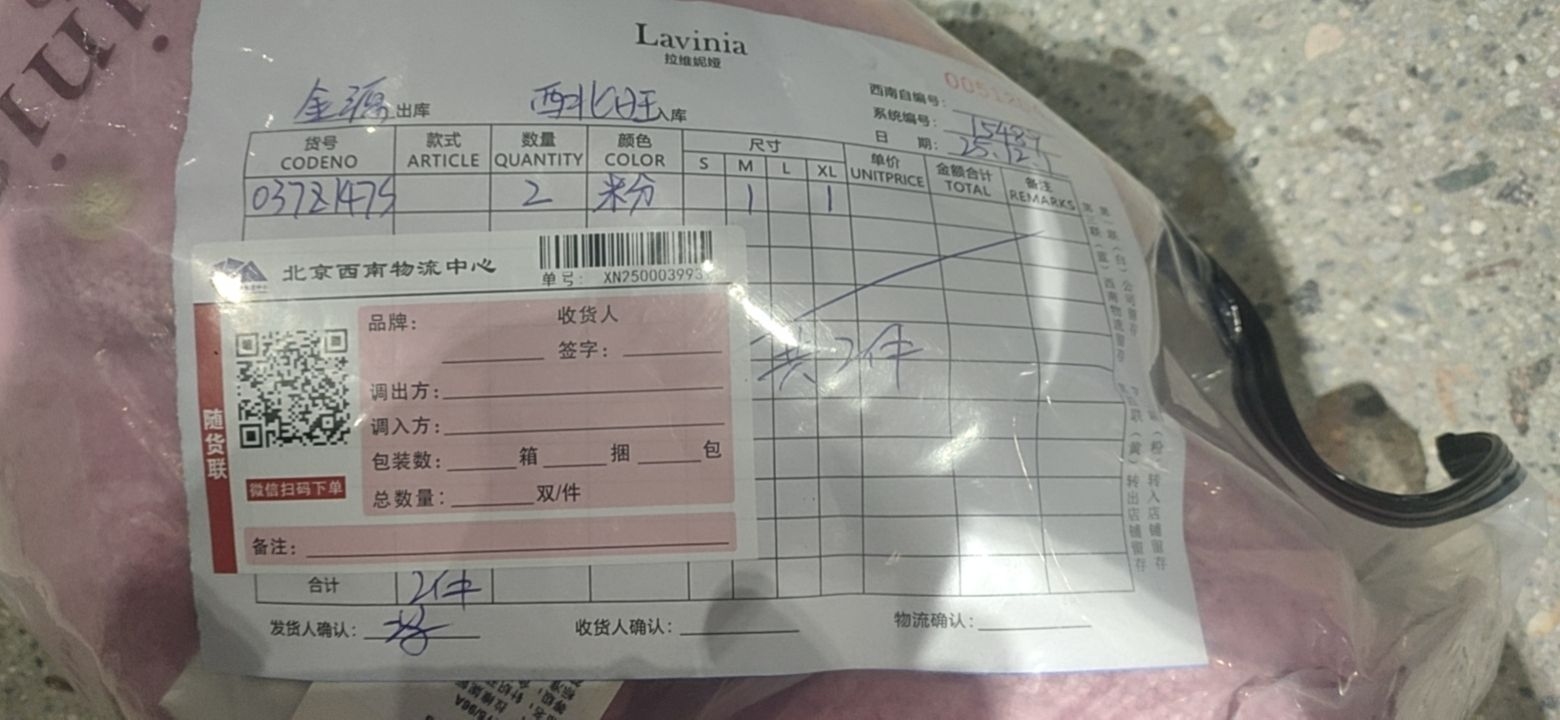 Lavinia
拉维妮娅
金源 出库 西北旺 入库
西南自编号:
系统编号: 15487
日 期: 25.12.1
货号 款式 数量 颜色 尺寸 单价 金额合计 备注
CODENO ARTICLE QUANTITY COLOR S M L XL UNITPRICE TOTAL REMARKS
2 米分 1 1
共2件
北京西南物流中心
单号: XN250003993
随货联
微信扫码下单
品牌: 收货人
签字:
调出方:
调入方:
包装数: 箱 捆 包
总数量: 双/件
备注:
合计 2件
发货人确认: 收货人确认: 物流确认: